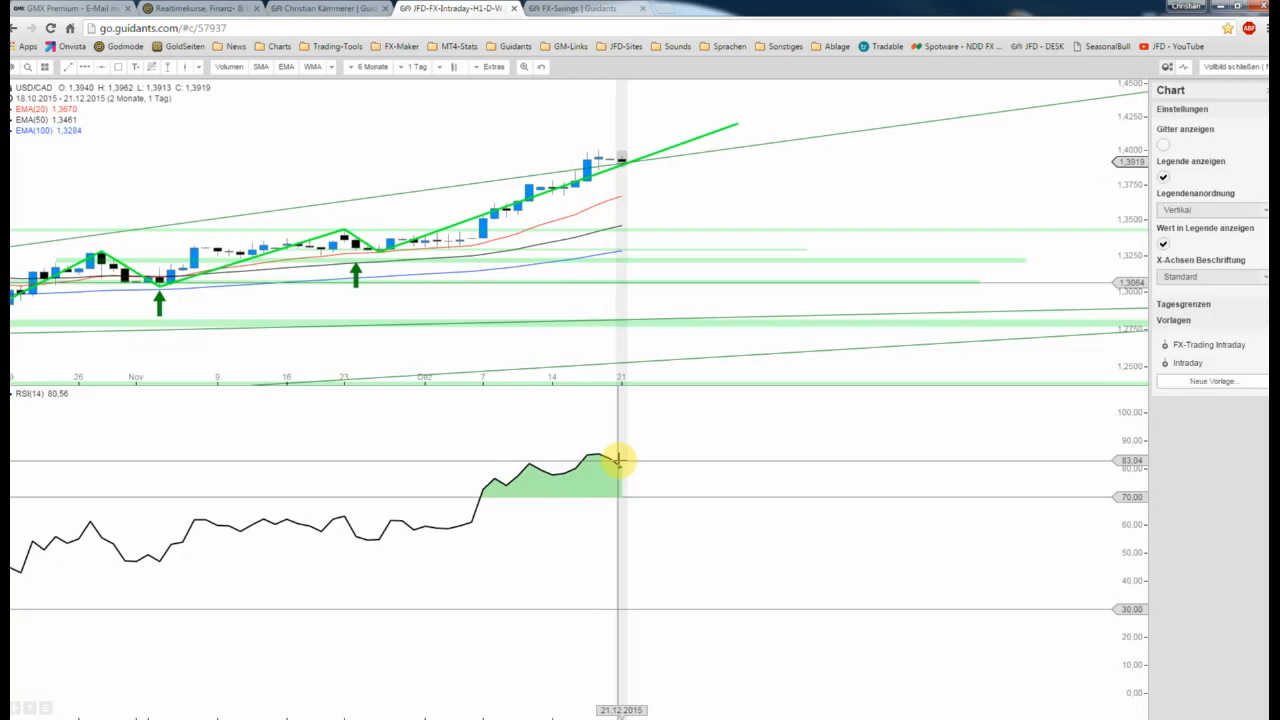 GMX Premium - E-Mail m
Realtimekurse, Finanz- &
Christian Kämmerer | Guid
JFD-FX-Intraday-H1-D-W
FX-Swings | Guidants
Christian
go.guidants.com/#c/57937
Apps Onvista Godmode GoldSeiten News Charts Trading-Tools FX-Maker MT4-Stats Guidants GM-Links JFD-Sites Sounds Sprachen Sonstiges Ablage Tradable Spotware - NDD FX ... JFD - DESK SeasonalBull JFD - YouTube
Volumen SMA EMA WMA 6 Monate 1 Tag Extras Vollbild schließen (
USD/CAD O: 1,3940 H: 1,3962 L: 1,3913 C: 1,3919
18.10.2015 - 21.12.2015 (2 Monate, 1 Tag)
EMA(20) 1,3670
EMA(50) 1,3461
EMA(100) 1,3284
1,4500
1,4250
1,4000
1,3919
1,3750
1,3500
1,3250
1,3064
1,3000
1,2750
1,2500
26 Nov 9 16 23 Dez 7 14 21
RSI(14) 80,56
100,00
90,00
83,04
80,00
70,00
60,00
50,00
40,00
30,00
20,00
10,00
0,00
21.12.2015
Chart
Einstellungen
Gitter anzeigen
Legende anzeigen
Legendenanordnung
Vertikal
Wert in Legende anzeigen
X-Achsen Beschriftung
Standard
Tagesgrenzen
Vorlagen
FX-Trading Intraday
Intraday
Neue Vorlage...